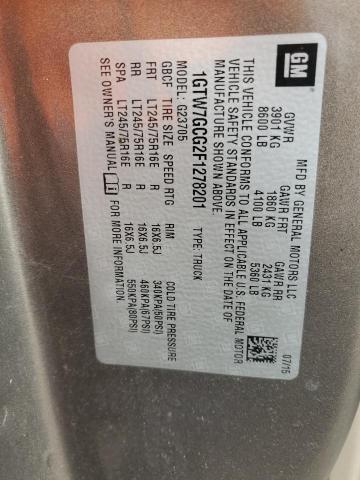 GM
MFD BY GENERAL MOTORS LLC
07/15
GVWR GAWR FRT GAWR RR
3901 KG 1860 KG 2431 KG
8600 LB 4100 LB 5360 LB
THIS VEHICLE CONFORMS TO ALL APPLICABLE U.S. FEDERAL MOTOR
VEHICLE SAFETY STANDARDS IN EFFECT ON THE DATE OF
MANUFACTURE SHOWN ABOVE.
1GTW7GCG2F1278201 TYPE: TRUCK
MODEL: G23705
TIRE SIZE SPEED RTG RIM COLD TIRE PRESSURE
FRT LT245/75R16E R 16X6.5J 340KPA(50PSI)
RR LT245/75R16E R 16X6.5J 460KPA(67PSI)
SPA LT245/75R16E R 16X6.5J 550KPA(80PSI)
SEE OWNER'S MANUAL FOR MORE INFORMATION.